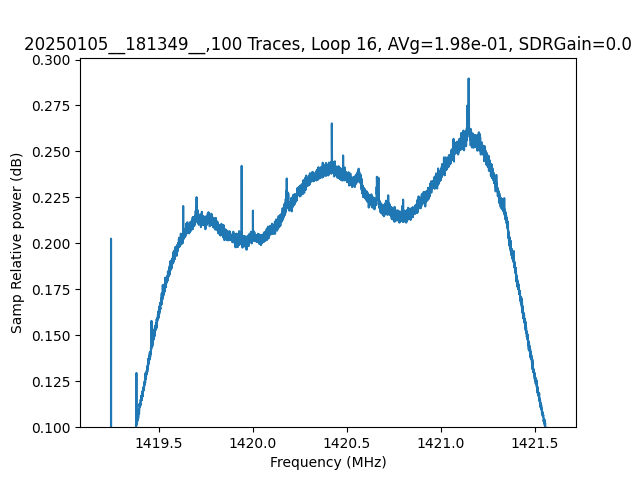 20250105__181349__,100 Traces, Loop 16, AVg=1.98e-01, SDRGain=0.0
0.300
0.275
0.250
0.225
0.200
0.175
0.150
0.125
0.100
Samp Relative power (dB)
1419.5 1420.0 1420.5 1421.0 1421.5
Frequency (MHz)